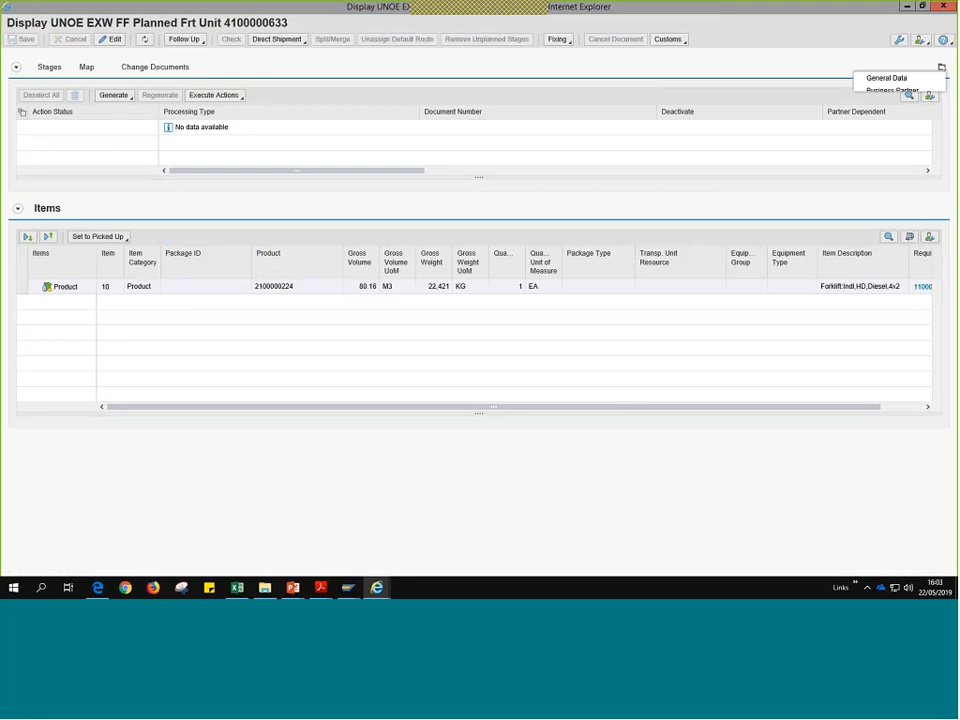 Display UNOE EX Internet Explorer
Display UNOE EXW FF Planned Frt Unit 4100000633
Save Cancel Edit Follow Up Check Direct Shipment Split/Merge Unassign Default Route Remove Unplanned Stages Fixing Cancel Document Customs
Stages Map Change Documents
General Data
Business Partner
Deselect All Generate Regenerate Execute Actions
Action Status Processing Type Document Number Deactivate Partner Dependent
No data available
Items
Set to Picked Up
Items Item Item Category Package ID Product Gross Volume Gross Volume UoM Gross Weight Gross Weight UoM Qua... Qua... Unit of Measure Package Type Transp. Unit Resource Equip... Group Equipment Type Item Description Requi
Product 10 Product 2100000224 80.16 M3 22,421 KG 1 EA Forklift:Indl,HD,Diesel,4x2 11000
Links 16:03
22/05/2019